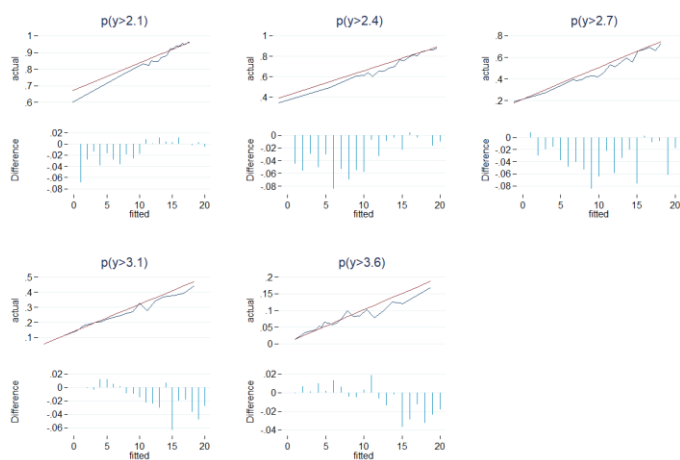 p(y>2.1)
1
.9
.8
.7
.6
actual
.02
0
-.02
-.04
-.06
-.08
Difference
0 5 10 15 20
fitted
p(y>2.4)
1
.8
.6
.4
actual
0
-.02
-.04
-.06
-.08
Difference
0 5 10 15 20
fitted
p(y>2.7)
.8
.6
.4
.2
actual
0
-.02
-.04
-.06
-.08
Difference
0 5 10 15 20
fitted
p(y>3.1)
.5
.4
.3
.2
.1
actual
.02
0
-.02
-.04
-.06
Difference
0 5 10 15 20
fitted
p(y>3.6)
.2
.15
.1
.05
0
actual
.02
0
-.02
-.04
Difference
0 5 10 15 20
fitted